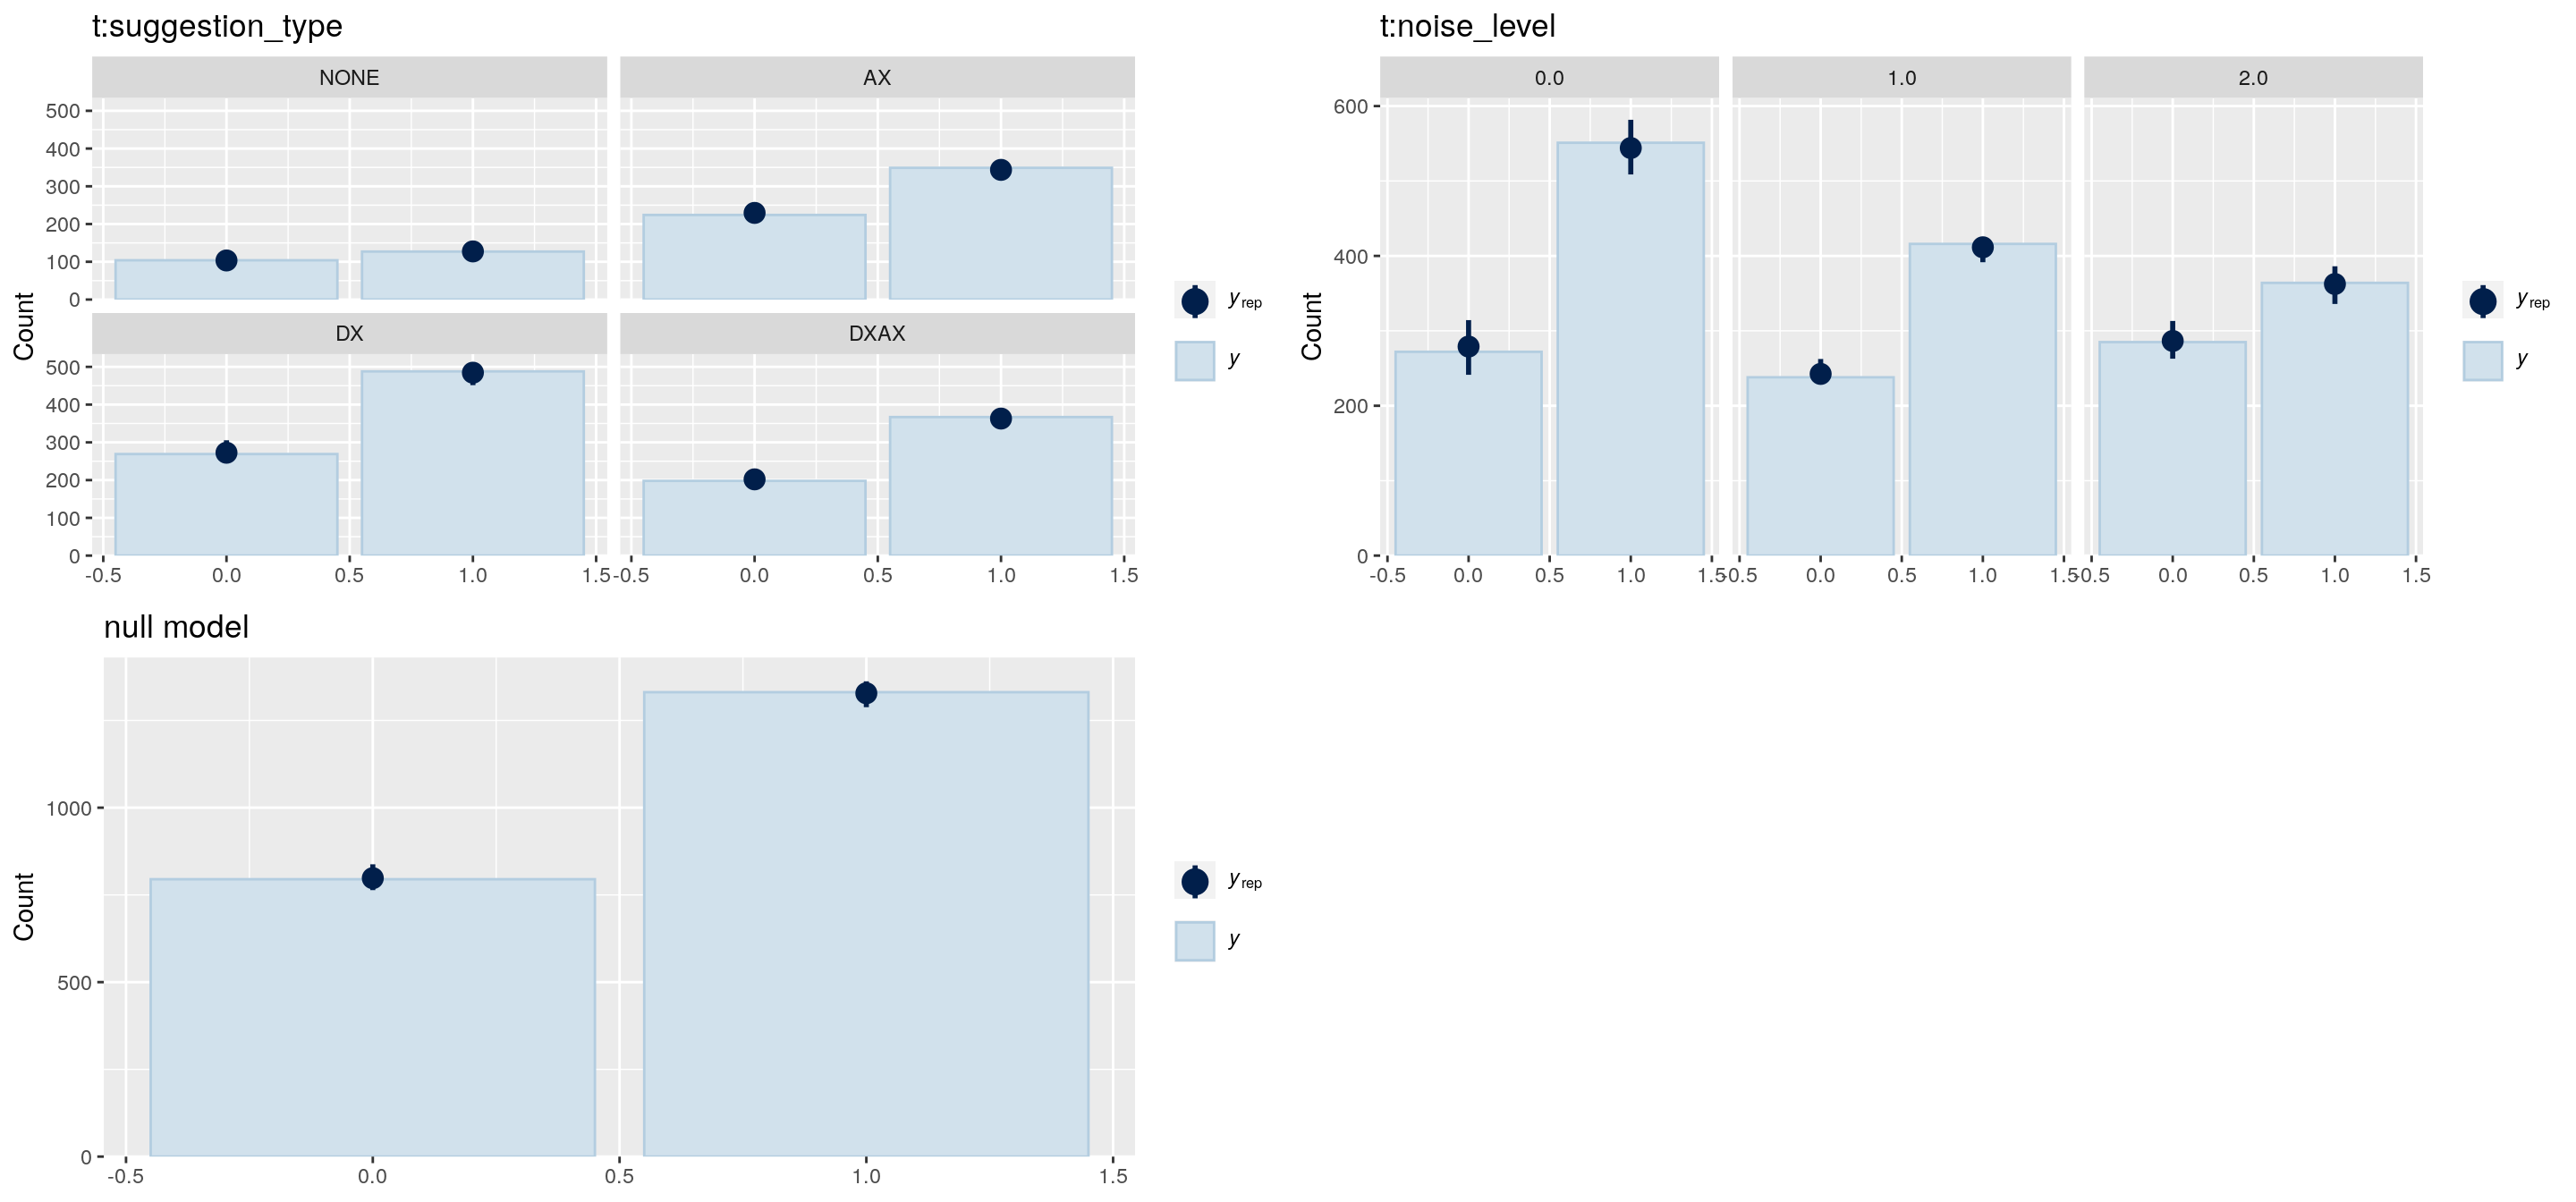 t:suggestion_type
NONE AX
500
400
300
200
100
0
DX DXAX
500
400
300
200
100
0
-0.5 0.0 0.5 1.0 1.5 -0.5 0.0 0.5 1.0 1.5
Count
y rep
y
t:noise_level
0.0 1.0 2.0
600
400
200
0
-0.5 0.0 0.5 1.0 1.5 -0.5 0.0 0.5 1.0 1.5 -0.5 0.0 0.5 1.0 1.5
Count
y rep
y
null model
1000
500
0
-0.5 0.0 0.5 1.0 1.5
Count
y rep
y